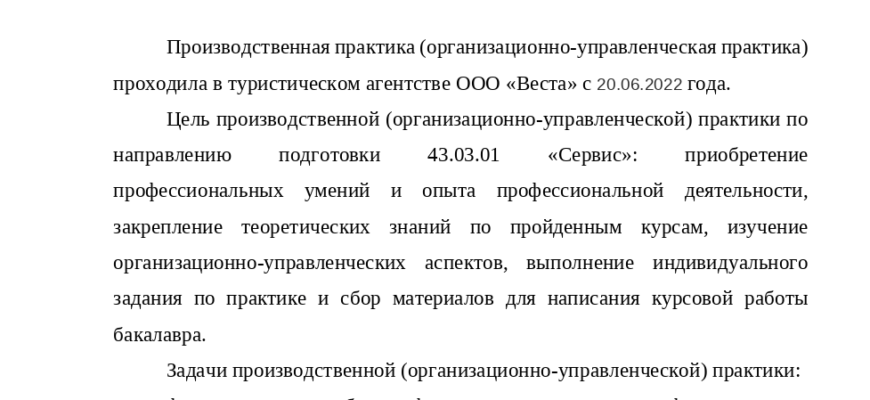 Производственная практика (организационно-управленческая практика)
проходила в туристическом агентстве ООО «Веста» с 20.06.2022 года.
Цель производственной (организационно-управленческой) практики по
направлению подготовки 43.03.01 «Сервис»: приобретение
профессиональных умений и опыта профессиональной деятельности,
закрепление теоретических знаний по пройденным курсам, изучение
организационно-управленческих аспектов, выполнение индивидуального
задания по практике и сбор материалов для написания курсовой работы
бакалавра.
Задачи производственной (организационно-управленческой) практики: